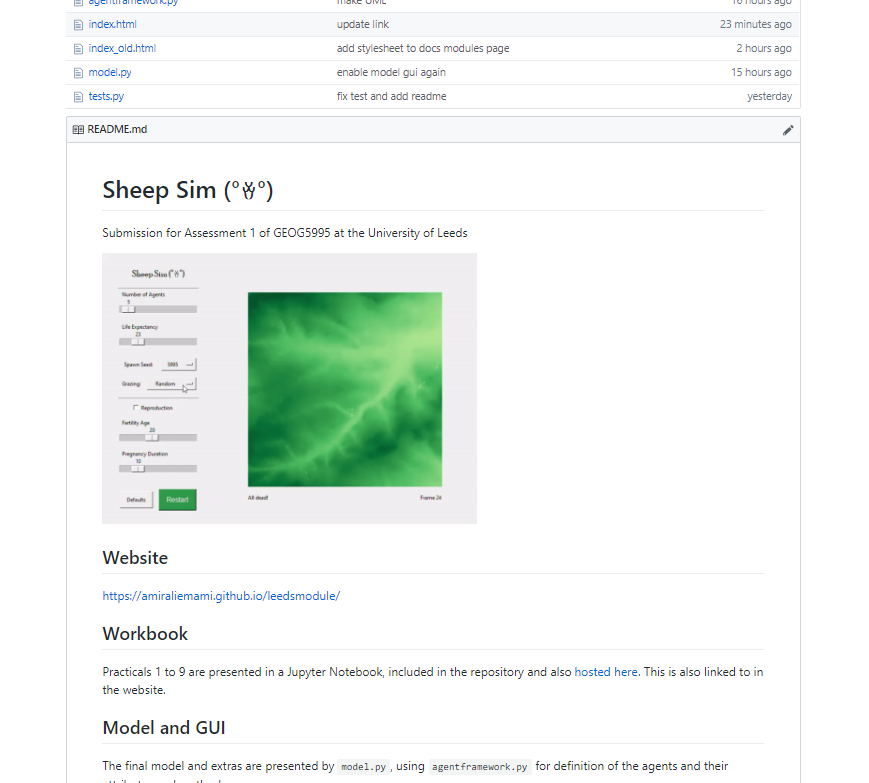 agentframework.py make UML 16 hours ago
index.html update link 23 minutes ago
index_old.html add stylesheet to docs modules page 2 hours ago
model.py enable model gui again 15 hours ago
tests.py fix test and add readme yesterday
README.md
Sheep Sim (°ꈊ°)
Submission for Assessment 1 of GEOG5995 at the University of Leeds
Sheep Sim (°ꈊ°)
Number of Agents
5
Life Expectancy
25
Spawn Seed: 5995
Grazing: Random
Reproduction
Fertility Age
20
Pregnancy Duration
10
Defaults Restart
All dead! Frame 24
Website
https://amiraliemami.github.io/leedsmodule/
Workbook
Practicals 1 to 9 are presented in a Jupyter Notebook, included in the repository and also hosted here. This is also linked to in
the website.
Model and GUI
The final model and extras are presented by model.py , using agentframework.py for definition of the agents and their